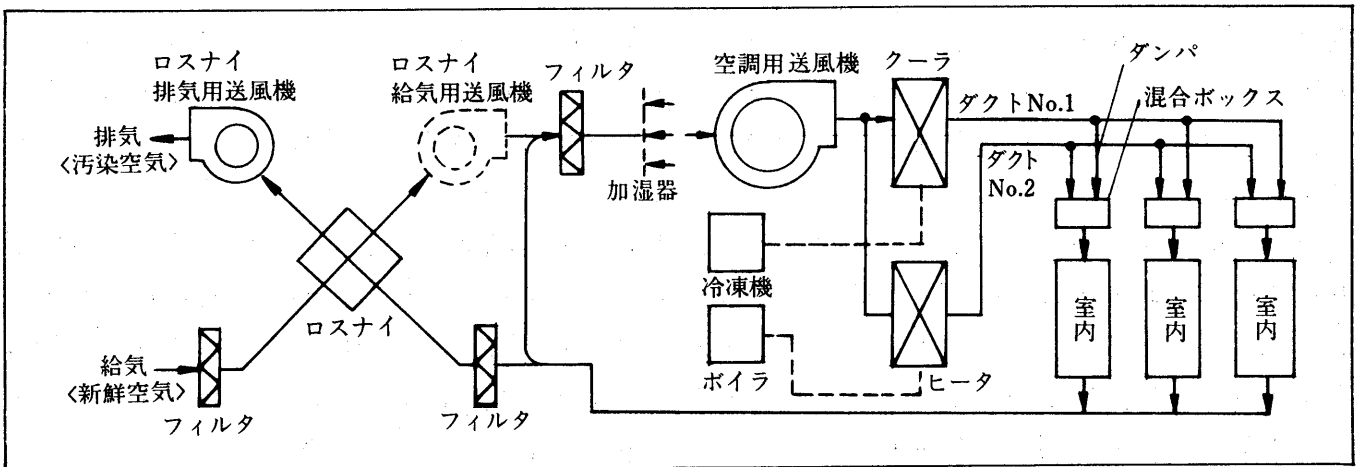 ロスナイ
排気用送風機
排気
〈汚染空気〉
ロスナイ
給気用送風機
フィルタ
加湿器
空調用送風機
クーラ
ダクトNo.1
ダクト
No.2
ダンパ
混合ボックス
ロスナイ
給気
〈新鮮空気〉
フィルタ
フィルタ
冷凍機
ボイラ
ヒータ
室内
室内
室内